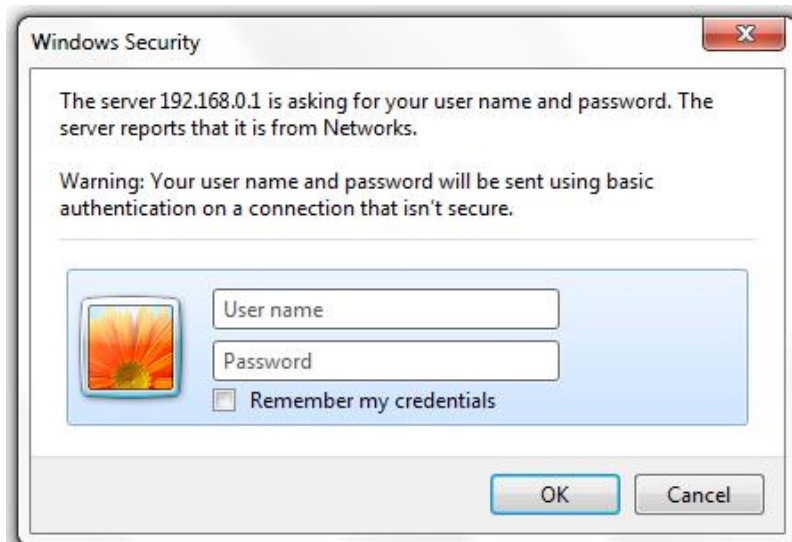 Windows Security
The server 192.168.0.1 is asking for your user name and password. The
server reports that it is from Networks.
Warning: Your user name and password will be sent using basic
authentication on a connection that isn't secure.
User name
Password
Remember my credentials
OK
Cancel